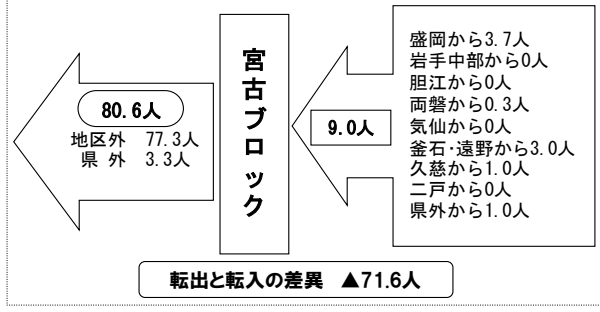 80.6人
地区外 77.3人
県 外 3.3人
宮古ブロック
9.0人
盛岡から3.7人
岩手中部から0人
胆江から0人
両磐から0.3人
気仙から0人
釜石・遠野から3.0人
久慈から1.0人
二戸から0人
県外から1.0人
転出と転入の差異 ▲71.6人